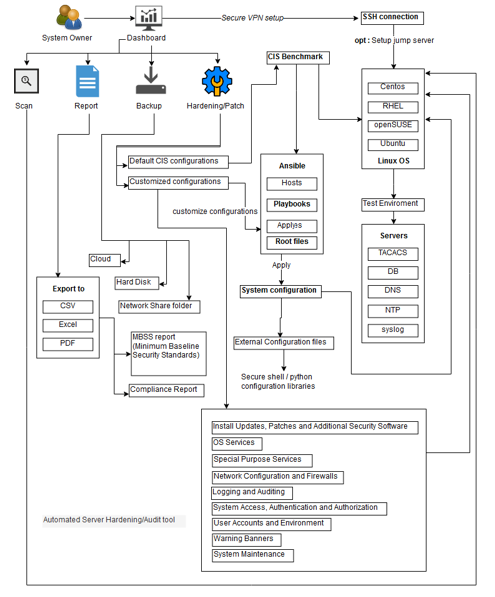 Secure VPN setup
SSH connection
System Owner
Dashboard
opt : Setup jump server
CIS Benchmark
Scan
Report
Backup
Hardening/Patch
Centos
RHEL
openSUSE
Ubuntu
Linux OS
Default CIS configurations
Customized configurations
customize configurations
Ansible
Hosts
Playbooks
Applies
Root files
Apply
Test Enviroment
Servers
TACACS
DB
DNS
NTP
syslog
Cloud
Hard Disk
Network Share folder
Export to
CSV
Excel
PDF
System configuration
MBSS report
(Minimum Baseline
Security Standards)
Compliance Report
External Configuration files
Secure shell / python
configuration libraries
Install Updates, Patches and Additional Security Software
OS Services
Special Purpose Services
Network Configuration and Firewalls
Logging and Auditing
System Access, Authentication and Authorization
User Accounts and Environment
Warning Banners
System Maintenance
Automated Server Hardening/Audit tool